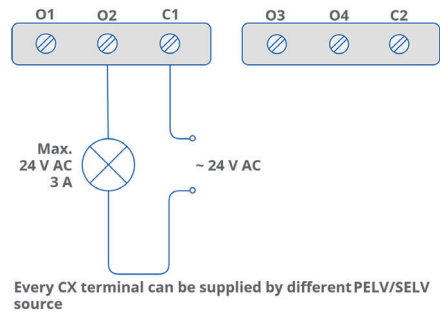 O1 O2 C1 O3 O4 C2
Max.
24 V AC
3 A
~ 24 V AC
Every CX terminal can be supplied by different PELV/SELV
source